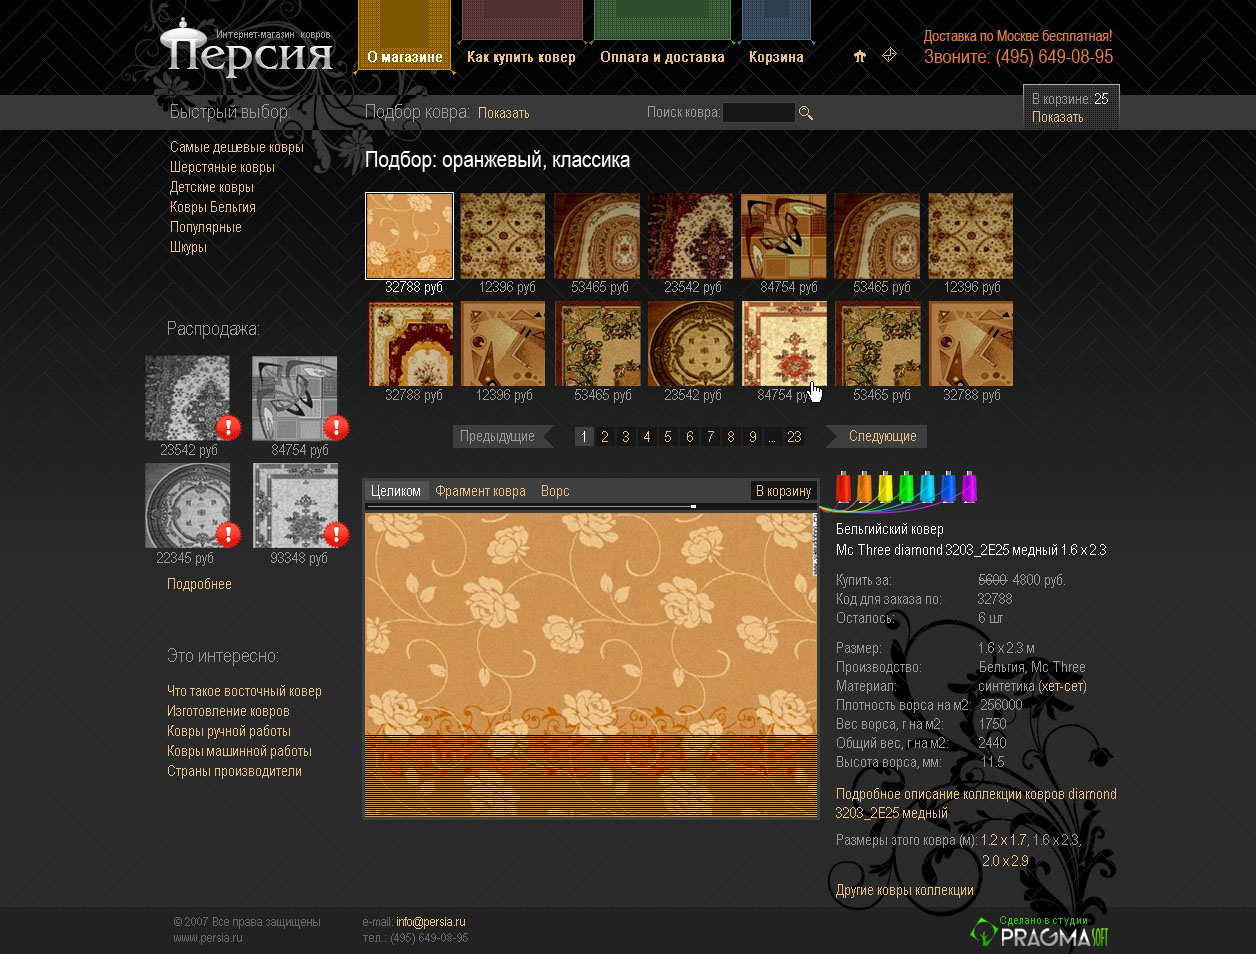 Интернет-магазин ковров
Персия
О магазине
Как купить ковер
Оплата и доставка
Корзина
Доставка по Москве бесплатная!
Звоните: (495) 649-08-95
Быстрый выбор:
Подбор ковра: Показать
Поиск ковра:
В корзине: 25
Показать
Самые дешевые ковры
Шерстяные ковры
Детские ковры
Ковры Бельгия
Популярные
Шкуры
Подбор: оранжевый, классика
32788 руб 12396 руб 53465 руб 23542 руб 84754 руб 53465 руб 12396 руб
32788 руб 12396 руб 53465 руб 23542 руб 84754 руб 53465 руб 32788 руб
Предыдущие 1 2 3 4 5 6 7 8 9 ... 23 Следующие
Распродажа:
23542 руб 84754 руб
22345 руб 93348 руб
Подробнее
Это интересно:
Что такое восточный ковер
Изготовление ковров
Ковры ручной работы
Ковры машинной работы
Страны производители
Целиком Фрагмент ковра Ворс В корзину
Бельгийский ковер
Mc Three diamond 3203_2E25 медный 1.6 x 2.3
Купить за: 5600 4800 руб.
Код для заказа по: 32788
Осталось: 6 шт
Размер: 1.6 x 2.3 м
Производство: Бельгия, Mc Three
Материал: синтетика (хет-сет)
Плотность ворса на м2: 256000
Вес ворса, г на м2: 1750
Общий вес, г на м2: 2440
Высота ворса, мм: 11.5
Подробное описание коллекции ковров diamond
3203_2E25 медный
Размеры этого ковра (м): 1.2 x 1.7, 1.6 x 2.3,
2.0 x 2.9
Другие ковры коллекции
© 2007 Все права защищены
www.persia.ru
e-mail: info@persia.ru
тел.: (495) 649-08-95
Сделано в студии
PRAGMA SOFT